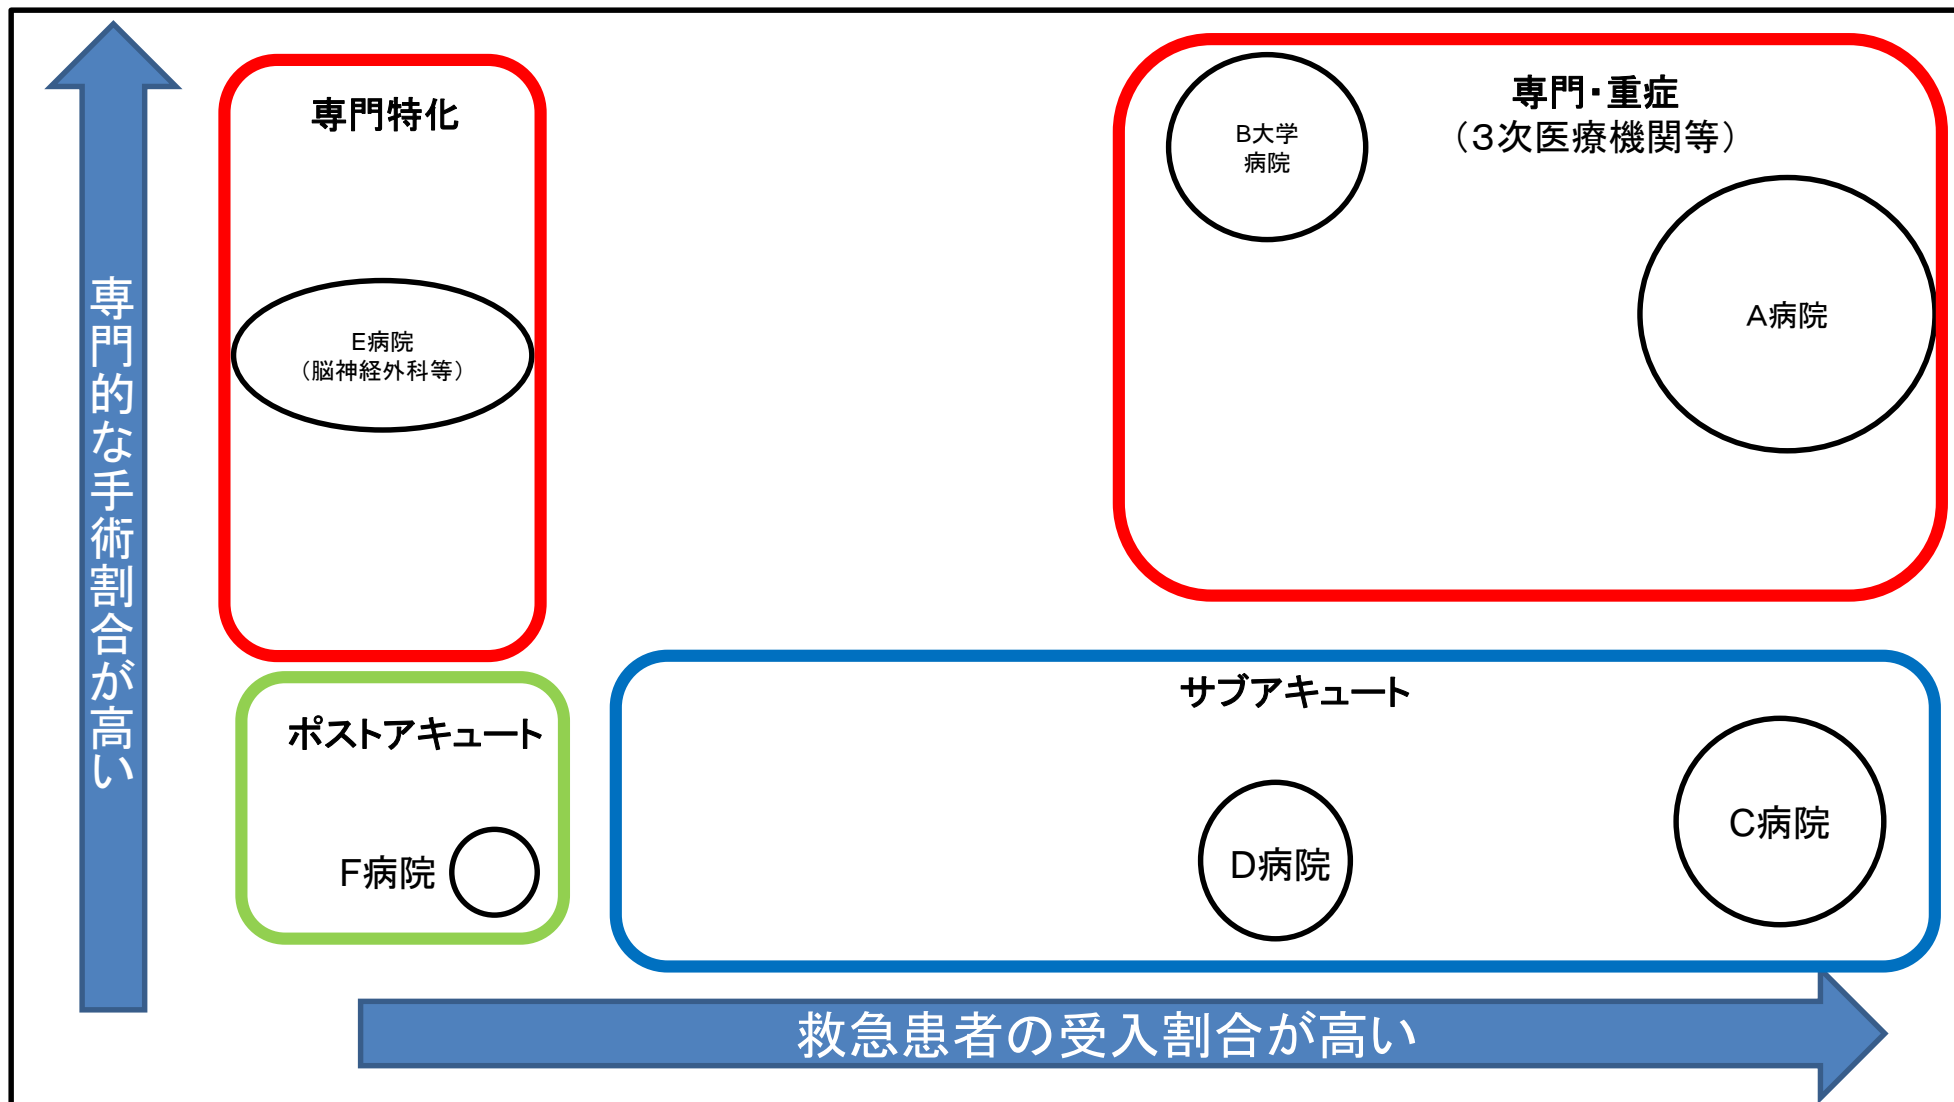 専門的な手術割合が高い
専門特化
E病院
（脳神経外科等）
B大学
病院
専門・重症
（３次医療機関等）
A病院
ポストアキュート
F病院
サブアキュート
D病院
C病院
救急患者の受入割合が高い